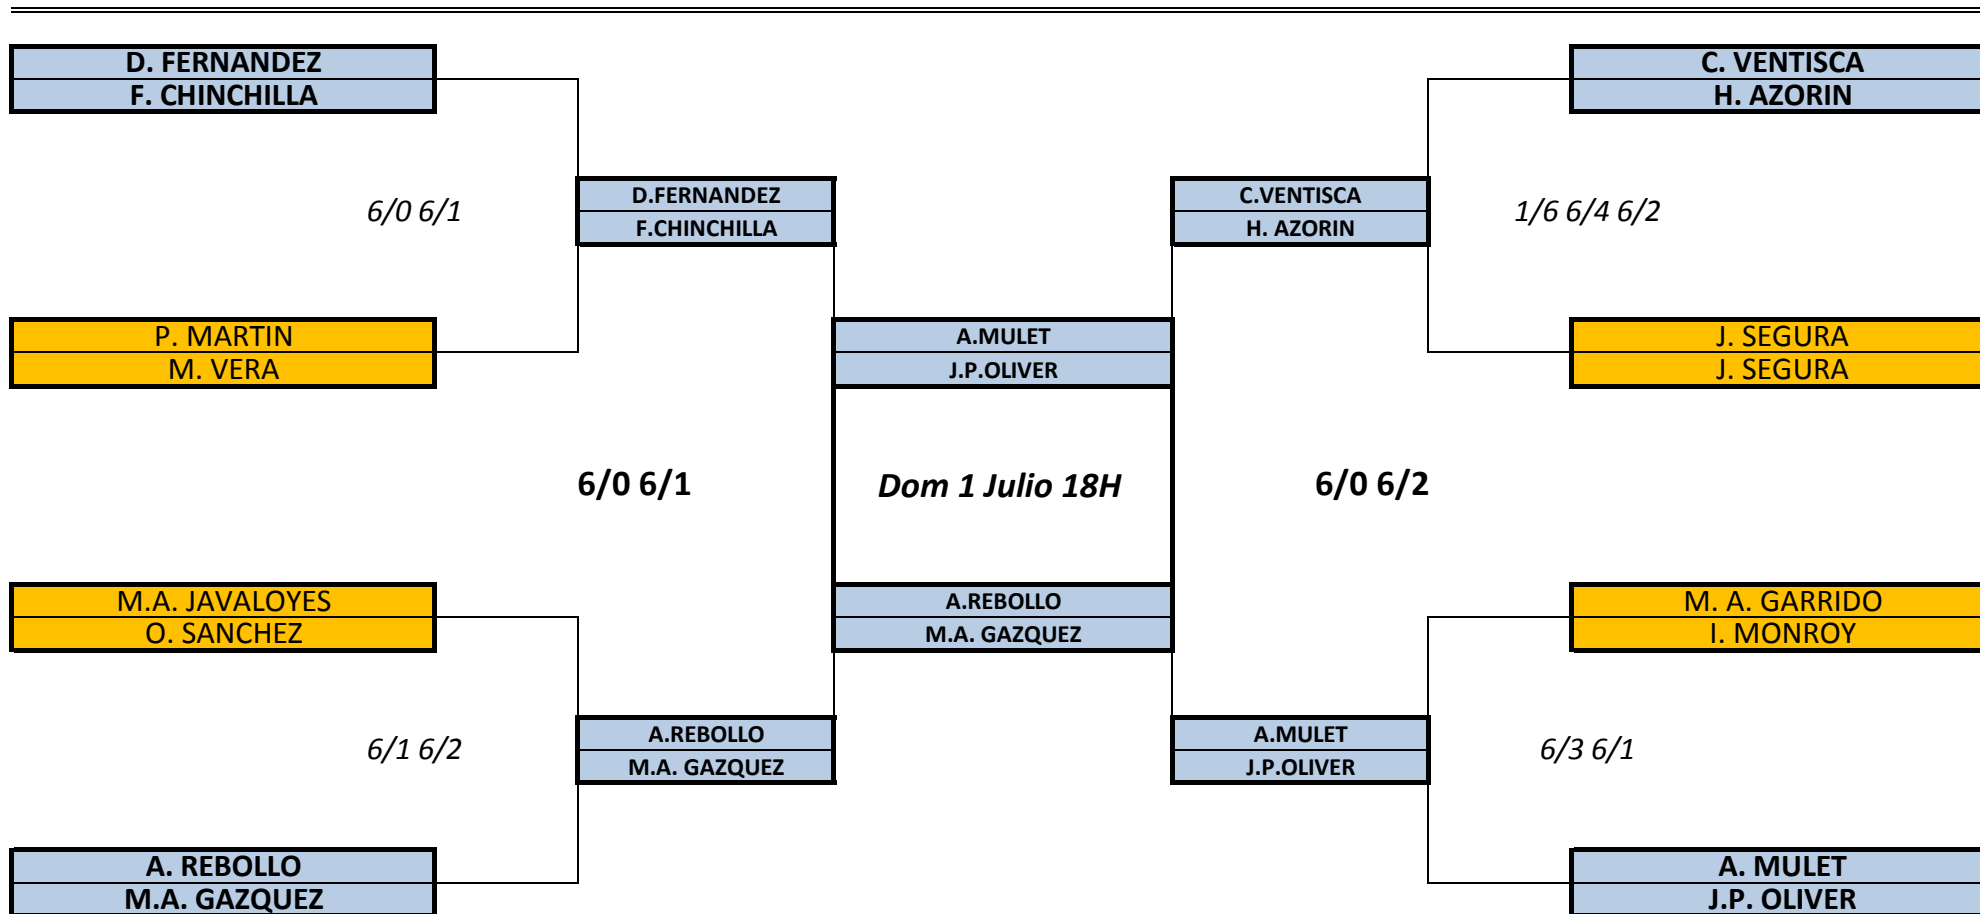 D. FERNANDEZ
F. CHINCHILLA
C. VENTISCA
H. AZORIN
6/0 6/1
D.FERNANDEZ
F.CHINCHILLA
C.VENTISCA
H. AZORIN
1/6 6/4 6/2
P. MARTIN
M. VERA
A.MULET
J.P.OLIVER
J. SEGURA
J. SEGURA
6/0 6/1
Dom 1 Julio 18H
6/0 6/2
M.A. JAVALOYES
O. SANCHEZ
A.REBOLLO
M.A. GAZQUEZ
M. A. GARRIDO
I. MONROY
6/1 6/2
A.REBOLLO
M.A. GAZQUEZ
A.MULET
J.P.OLIVER
6/3 6/1
A. REBOLLO
M.A. GAZQUEZ
A. MULET
J.P. OLIVER